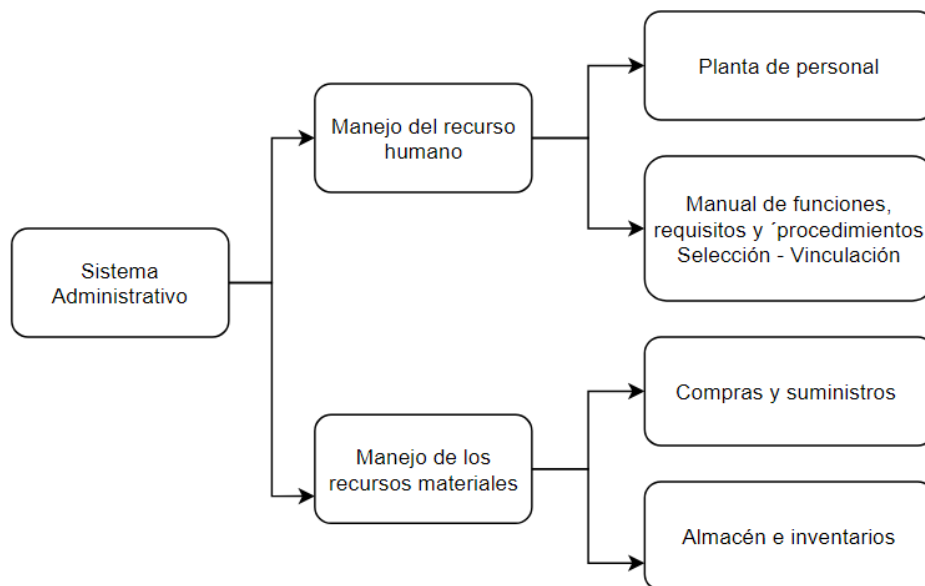 Planta de personal
Manejo del recurso
humano
Manual de funciones,
requisitos y ´procedimientos
Selección - Vinculación
Sistema
Administrativo
Compras y suministros
Manejo de los
recursos materiales
Almacén e inventarios